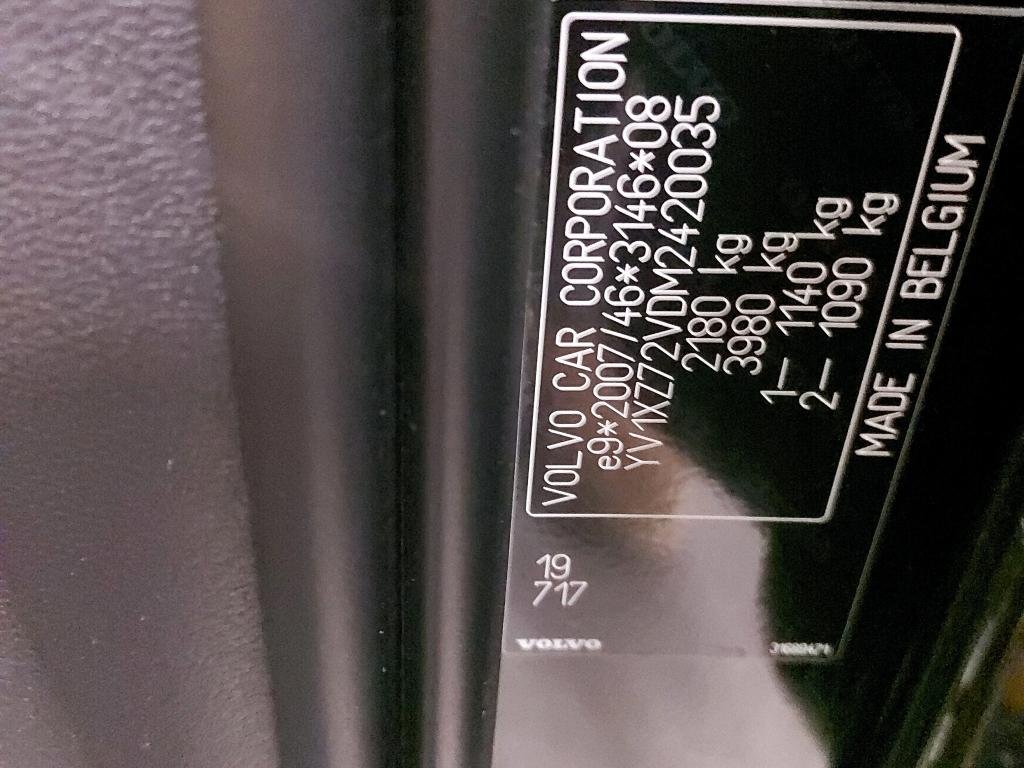 VOLVO CAR CORPORATION
e9*2007/46*3146*08
YV1XZ72VDM2420035
2180 kg
3980 kg
1– 1140 kg
2– 1090 kg
MADE IN BELGIUM
19
717
VOLVO